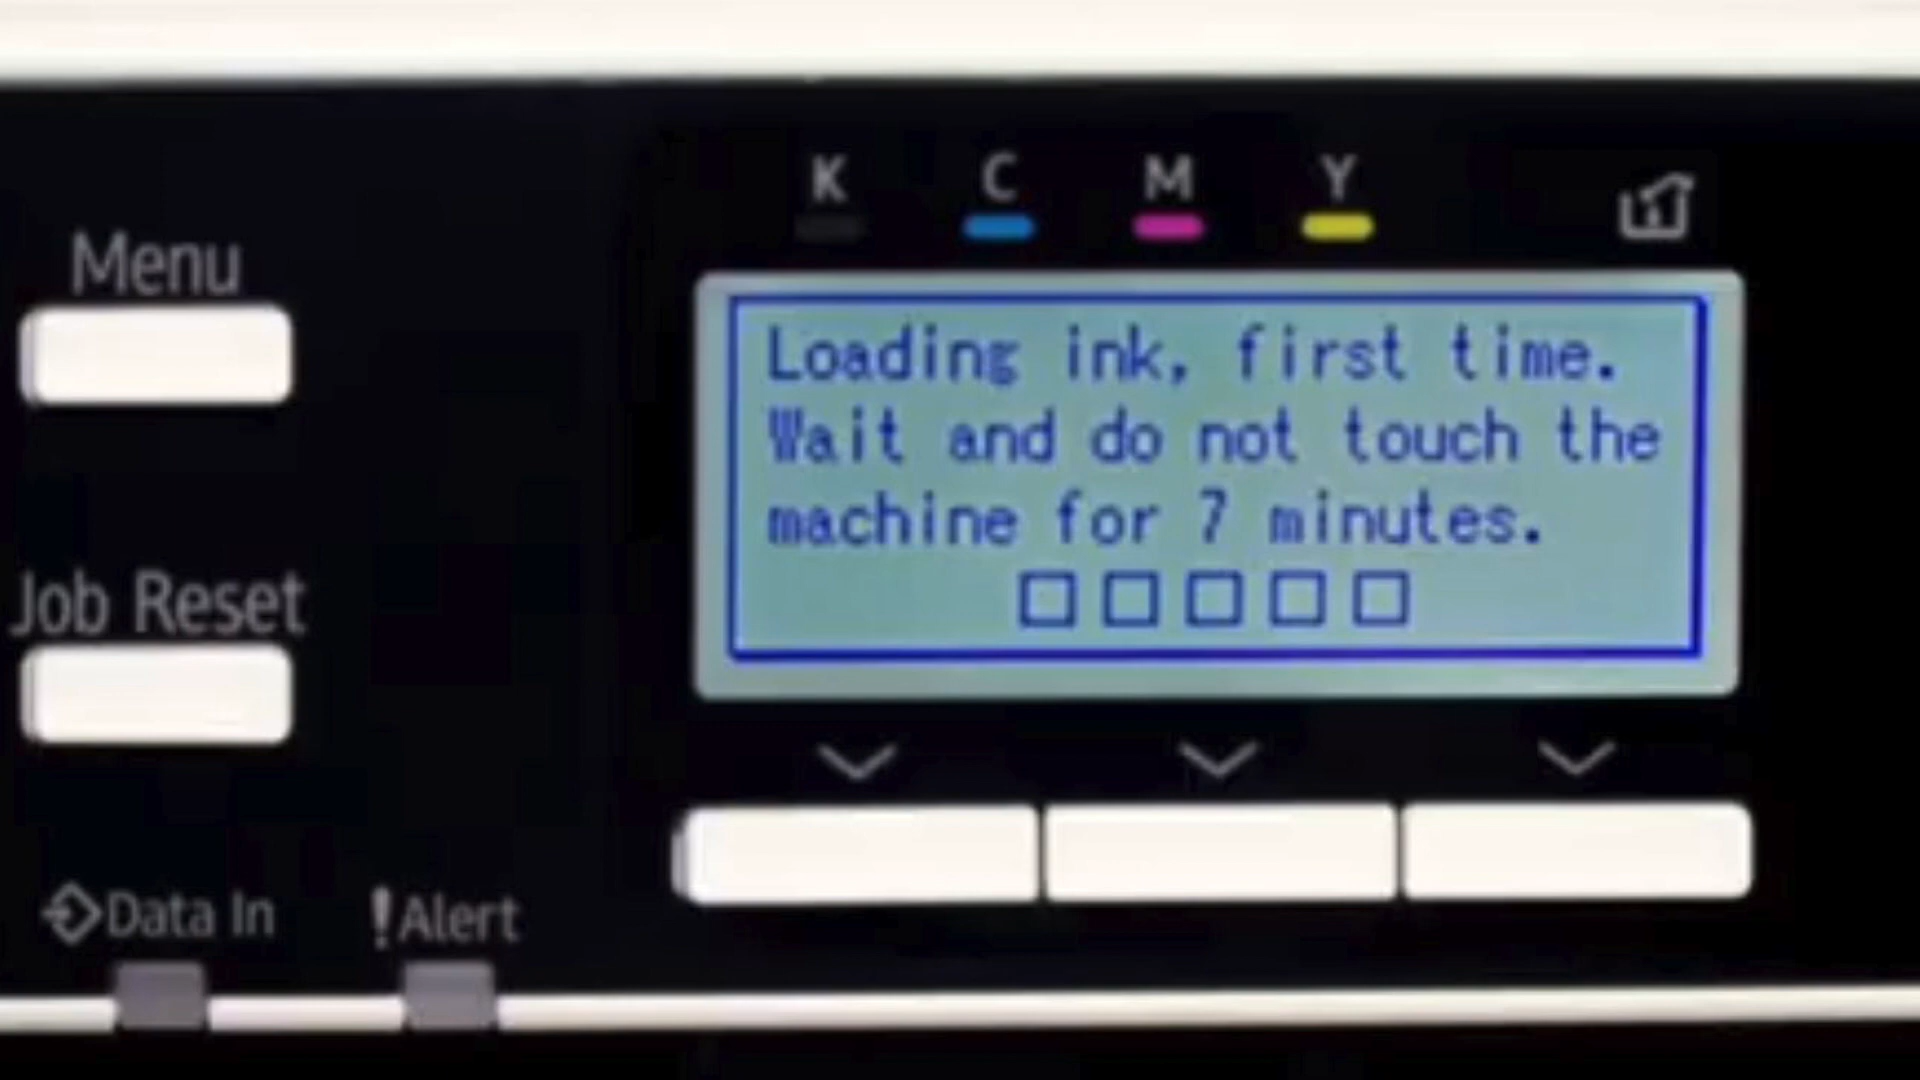 K C M Y
Menu
Loading ink, first time.
Wait and do not touch the
machine for 7 minutes.
Job Reset
Data In
!Alert